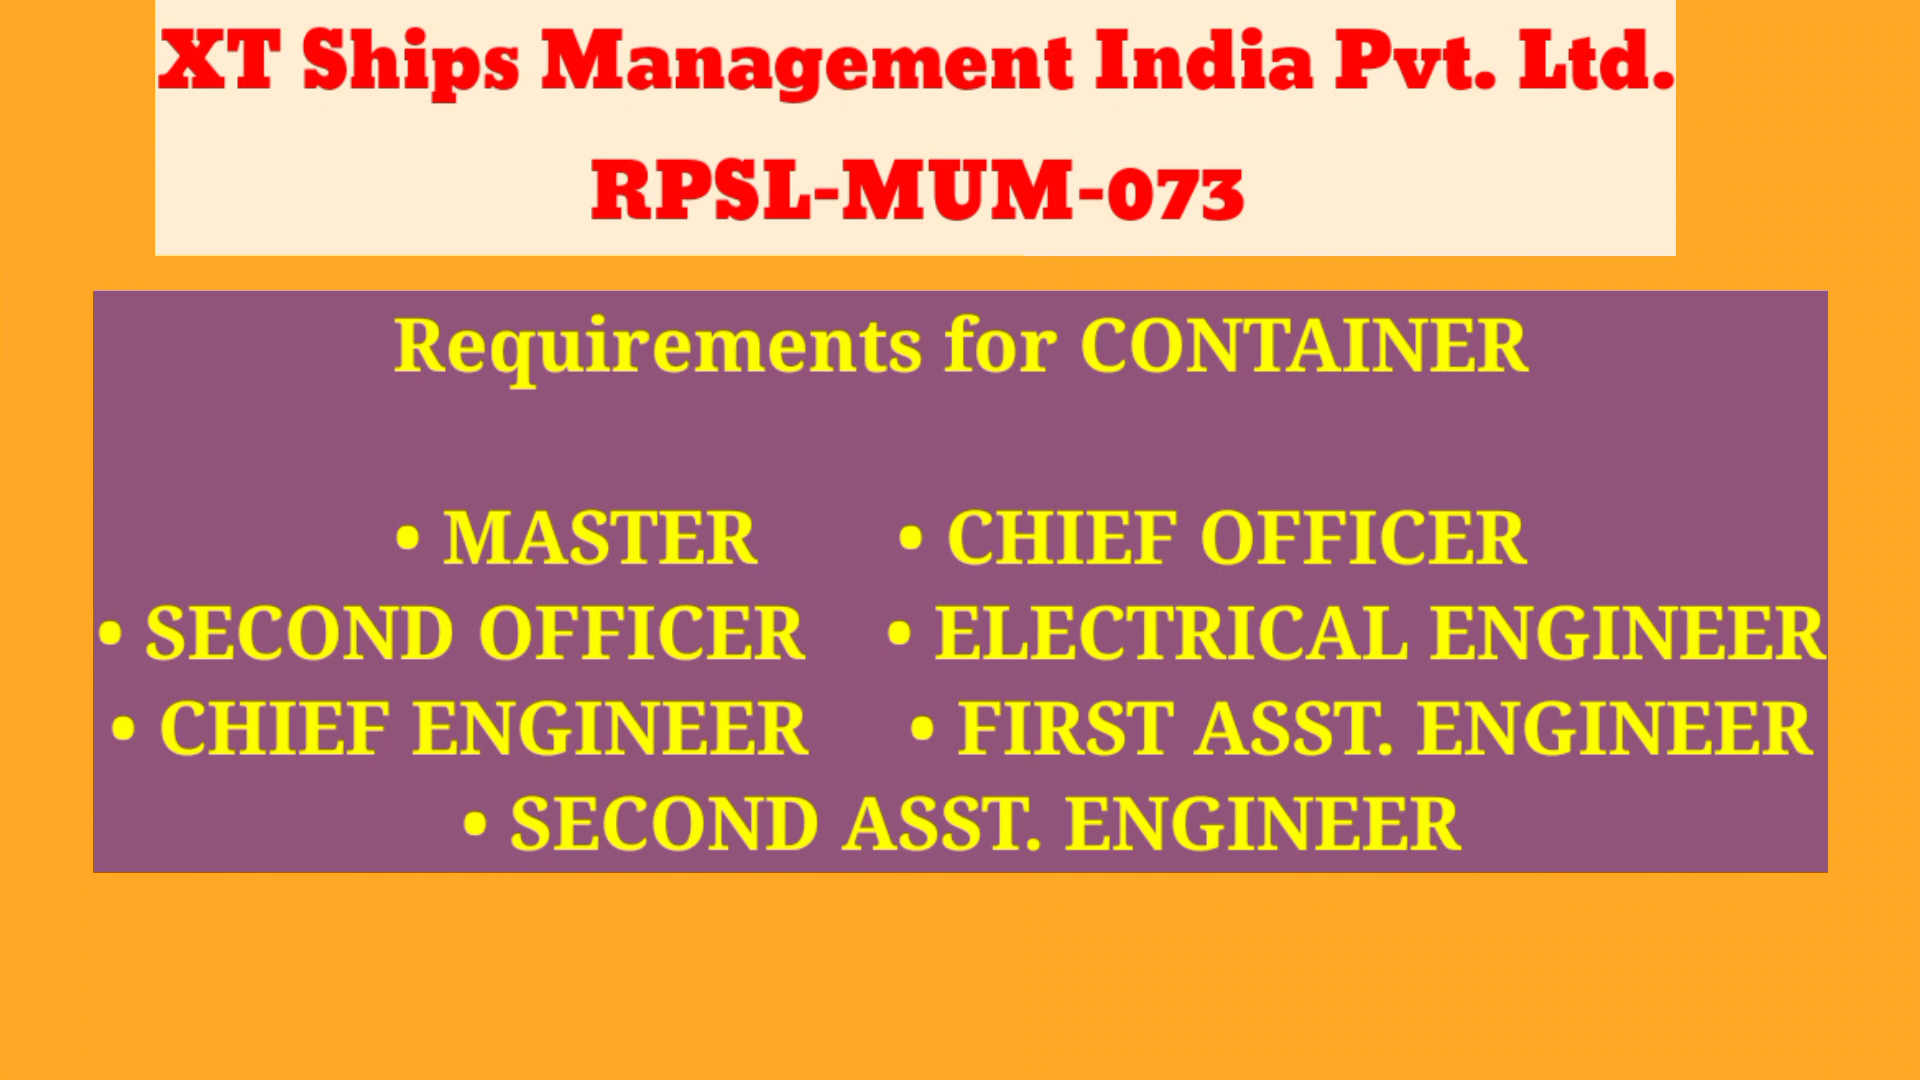 XT Ships Management India Pvt. Ltd.
RPSL-MUM-073
Requirements for CONTAINER
• MASTER • CHIEF OFFICER
• SECOND OFFICER • ELECTRICAL ENGINEER
• CHIEF ENGINEER • FIRST ASST. ENGINEER
• SECOND ASST. ENGINEER